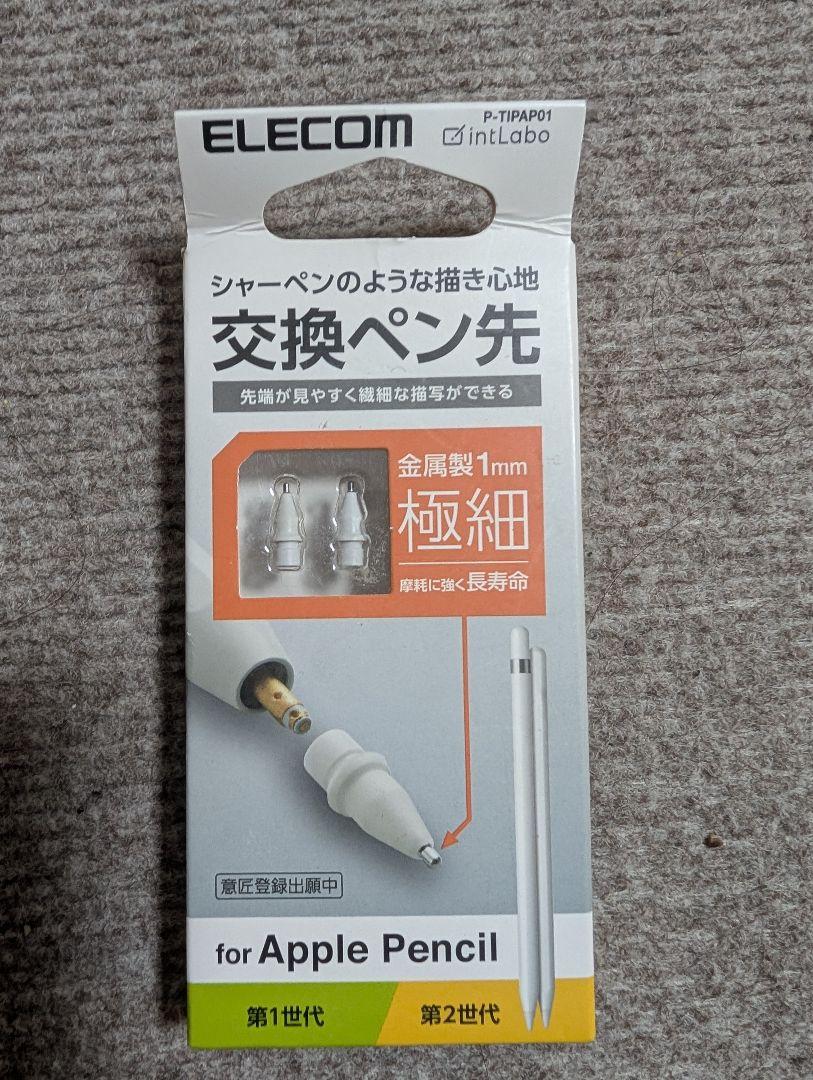 ELECOM
P-TIPAP01
intLabo
シャーペンのような描き心地
交換ペン先
先端が見やすく繊細な描写ができる
金属製1mm
極細
摩耗に強く長寿命
意匠登録出願中
for Apple Pencil
第1世代
第2世代